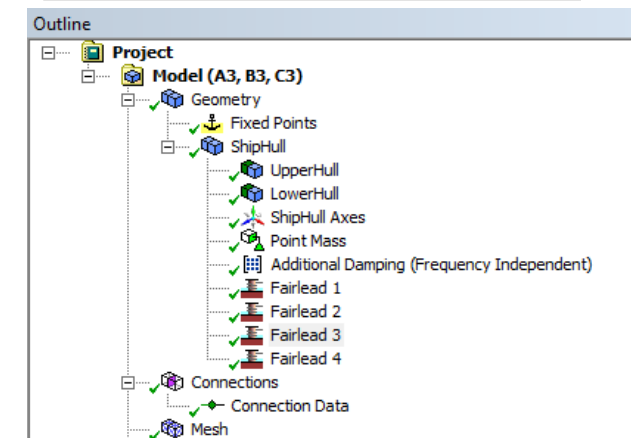 Outline
Project
Model (A3, B3, C3)
Geometry
Fixed Points
ShipHull
UpperHull
LowerHull
ShipHull Axes
Point Mass
Additional Damping (Frequency Independent)
Fairlead 1
Fairlead 2
Fairlead 3
Fairlead 4
Connections
Connection Data
Mesh